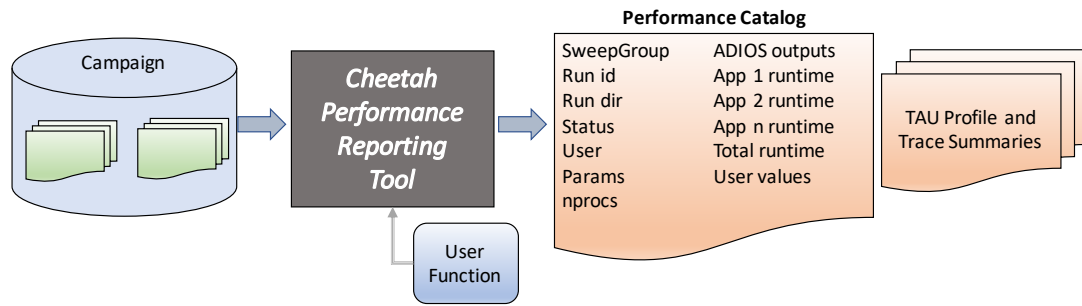 Performance Catalog
Campaign
Cheetah
Performance
Reporting
Tool
User
Function
SweepGroup
Run id
Run dir
Status
User
Params
nprocs
ADIOS outputs
App 1 runtime
App 2 runtime
App n runtime
Total runtime
User values
TAU Profile and
Trace Summaries